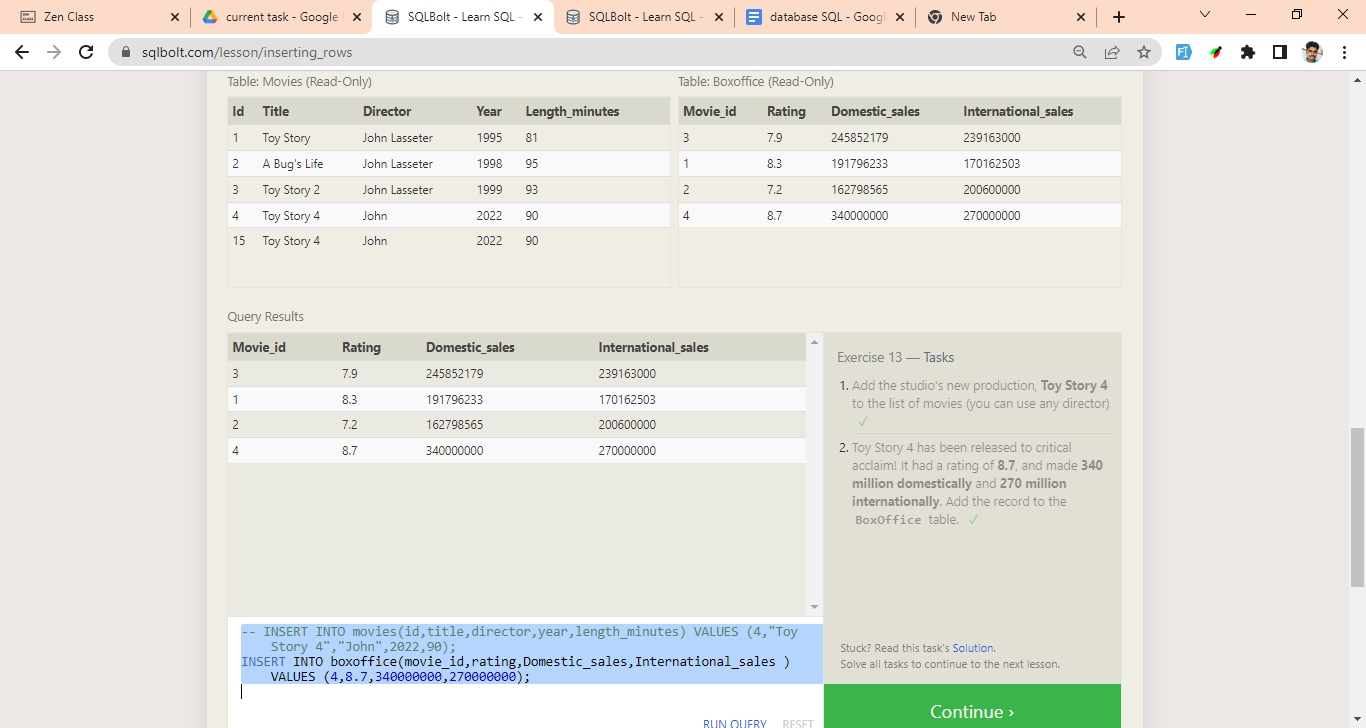 Zen Class
current task - Google
SQLBolt - Learn SQL -
SQLBolt - Learn SQL -
database SQL - Goog
New Tab
sqlbolt.com/lesson/inserting_rows
Table: Movies (Read-Only)
Table: Boxoffice (Read-Only)
Id Title Director Year Length_minutes
Movie_id Rating Domestic_sales International_sales
1 Toy Story John Lasseter 1995 81
3 7.9 245852179 239163000
2 A Bug's Life John Lasseter 1998 95
1 8.3 191796233 170162503
3 Toy Story 2 John Lasseter 1999 93
2 7.2 162798565 200600000
4 Toy Story 4 John 2022 90
4 8.7 340000000 270000000
15 Toy Story 4 John 2022 90
Query Results
Movie_id Rating Domestic_sales International_sales
3 7.9 245852179 239163000
1 8.3 191796233 170162503
2 7.2 162798565 200600000
4 8.7 340000000 270000000
Exercise 13 — Tasks
1. Add the studio's new production, Toy Story 4
to the list of movies (you can use any director)
✓
2. Toy Story 4 has been released to critical
acclaim! It had a rating of 8.7, and made 340
million domestically and 270 million
internationally. Add the record to the
BoxOffice table. ✓
-- INSERT INTO movies(id,title,director,year,length_minutes) VALUES (4,"Toy
Story 4","John",2022,90);
INSERT INTO boxoffice(movie_id,rating,Domestic_sales,International_sales )
VALUES (4,8.7,340000000,270000000);
RUN QUERY RESET
Stuck? Read this task's Solution.
Solve all tasks to continue to the next lesson.
Continue ›